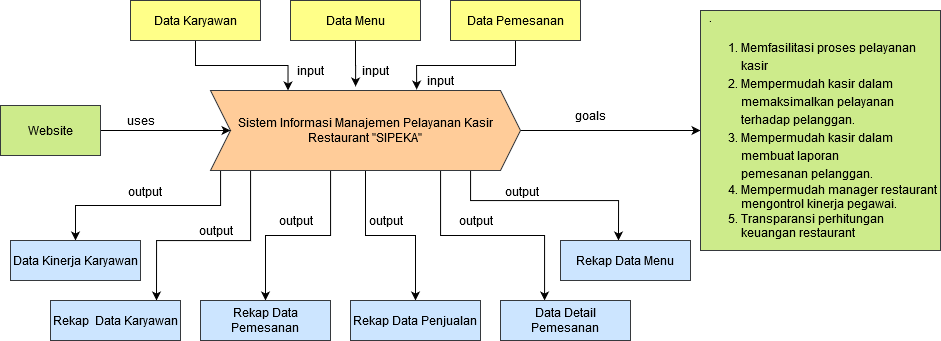 Data Karyawan
Data Menu
Data Pemesanan
input
input
input
Website
uses
Sistem Informasi Manajemen Pelayanan Kasir
Restaurant "SIPEKA"
goals
.
1. Memfasilitasi proses pelayanan
kasir
2. Mempermudah kasir dalam
memaksimalkan pelayanan
terhadap pelanggan.
3. Mempermudah kasir dalam
membuat laporan
pemesanan pelanggan.
4. Mempermudah manager restaurant
mengontrol kinerja pegawai.
5. Transparansi perhitungan
keuangan restaurant
output
output
output
output
output
output
Data Kinerja Karyawan
Rekap Data Menu
Rekap Data Karyawan
Rekap Data
Pemesanan
Rekap Data Penjualan
Data Detail
Pemesanan